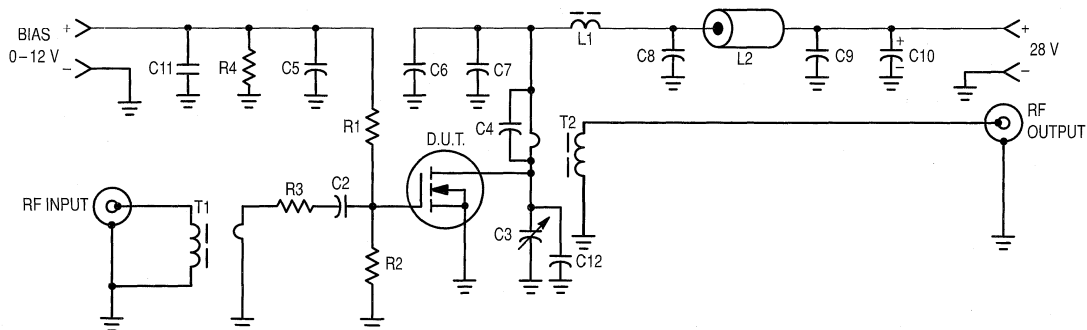 BIAS
0–12 V
+
–
C11
R4
C5
C6
C7
L1
C8
L2
C9
+
–
C10
+
28 V
–
R1
C4
T2
RF
OUTPUT
D.U.T.
RF INPUT
T1
R3
C2
R2
C3
C12